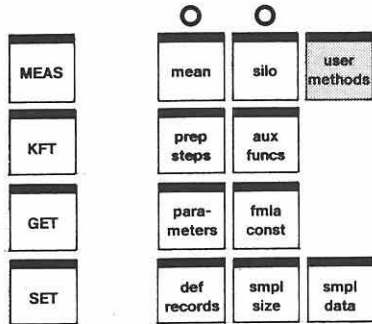 MEAS mean silo user methods
KFT prep steps aux funcs
GET para- meters fmla const
SET def records smpl size smpl data